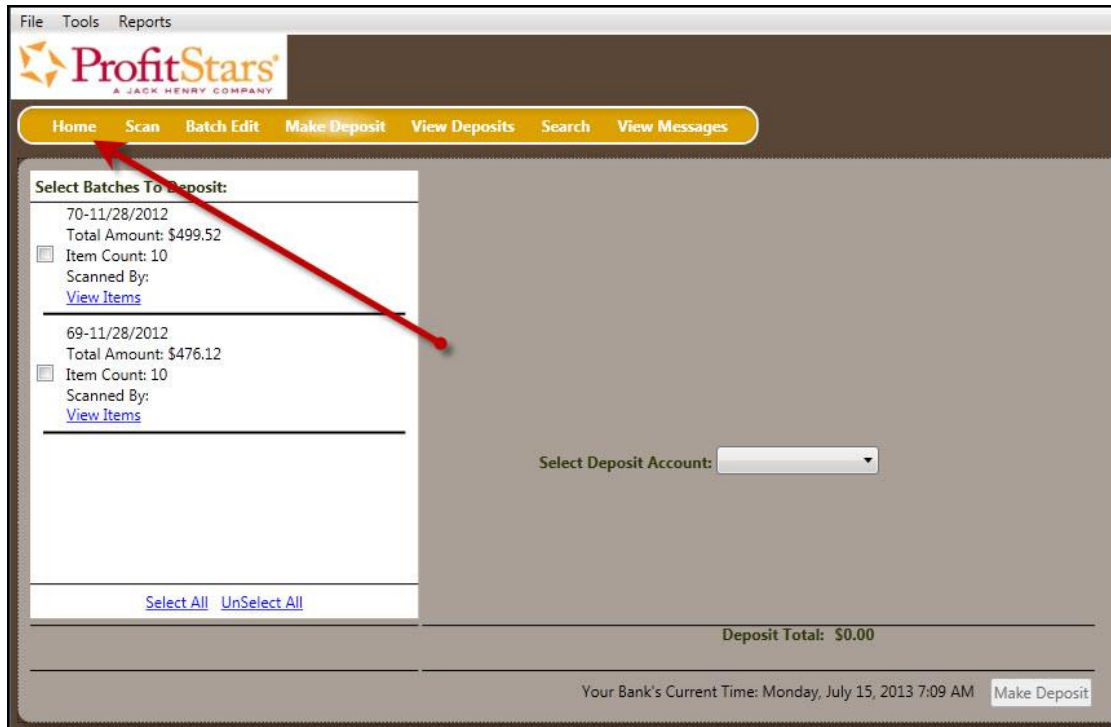 File Tools Reports
ProfitStars®
A JACK HENRY COMPANY
Home Scan Batch Edit Make Deposit View Deposits Search View Messages
Select Batches To Deposit:
70-11/28/2012
Total Amount: $499.52
Item Count: 10
Scanned By:
View Items
69-11/28/2012
Total Amount: $476.12
Item Count: 10
Scanned By:
View Items
Select Deposit Account:
Select All UnSelect All
Deposit Total: $0.00
Your Bank's Current Time: Monday, July 15, 2013 7:09 AM Make Deposit